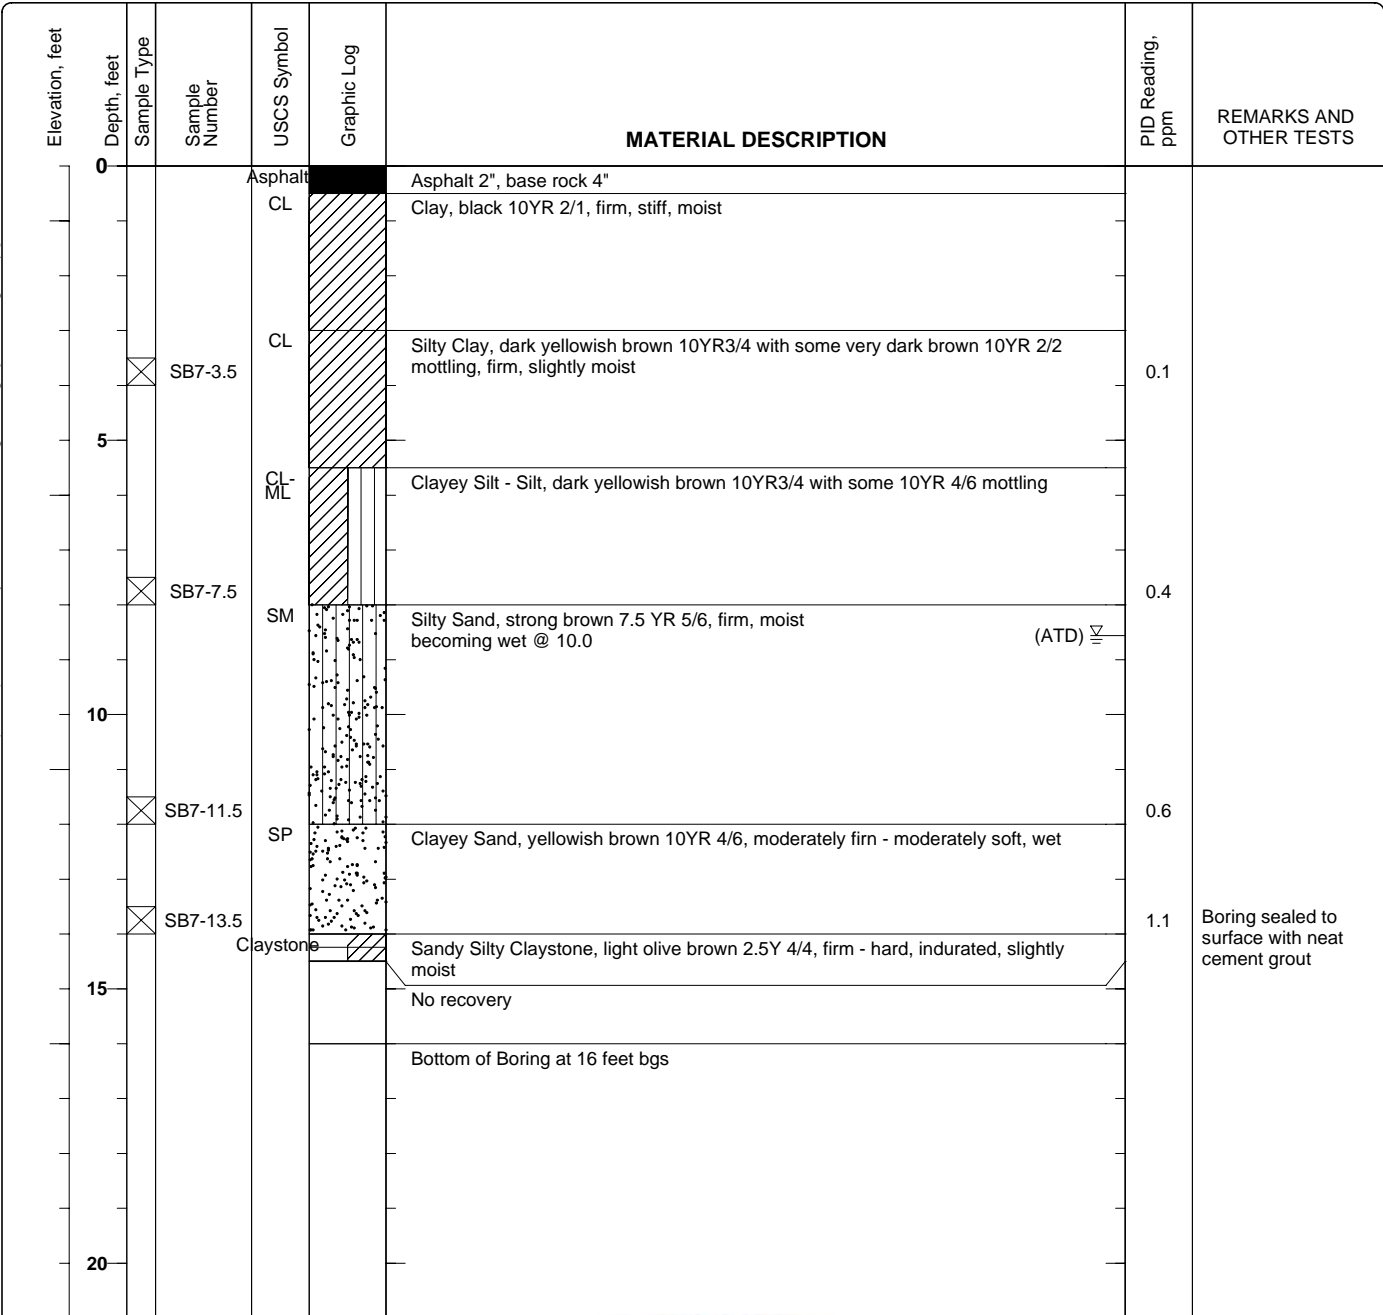 Elevation, feet
Depth, feet
Sample Type
Sample
Number
USCS Symbol
Graphic Log
MATERIAL DESCRIPTION
PID Reading,
ppm
REMARKS AND
OTHER TESTS
0
Asphalt
Asphalt 2", base rock 4"
CL
Clay, black 10YR 2/1, firm, stiff, moist
CL
Silty Clay, dark yellowish brown 10YR3/4 with some very dark brown 10YR 2/2
mottling, firm, slightly moist
SB7-3.5
0.1
5
CL-
ML
Clayey Silt - Silt, dark yellowish brown 10YR3/4 with some 10YR 4/6 mottling
SB7-7.5
0.4
SM
Silty Sand, strong brown 7.5 YR 5/6, firm, moist
becoming wet @ 10.0
(ATD)
10
SB7-11.5
0.6
SP
Clayey Sand, yellowish brown 10YR 4/6, moderately firn - moderately soft, wet
SB7-13.5
1.1
Boring sealed to
surface with neat
cement grout
Claystone
Sandy Silty Claystone, light olive brown 2.5Y 4/4, firm - hard, indurated, slightly
moist
15
No recovery
Bottom of Boring at 16 feet bgs
20